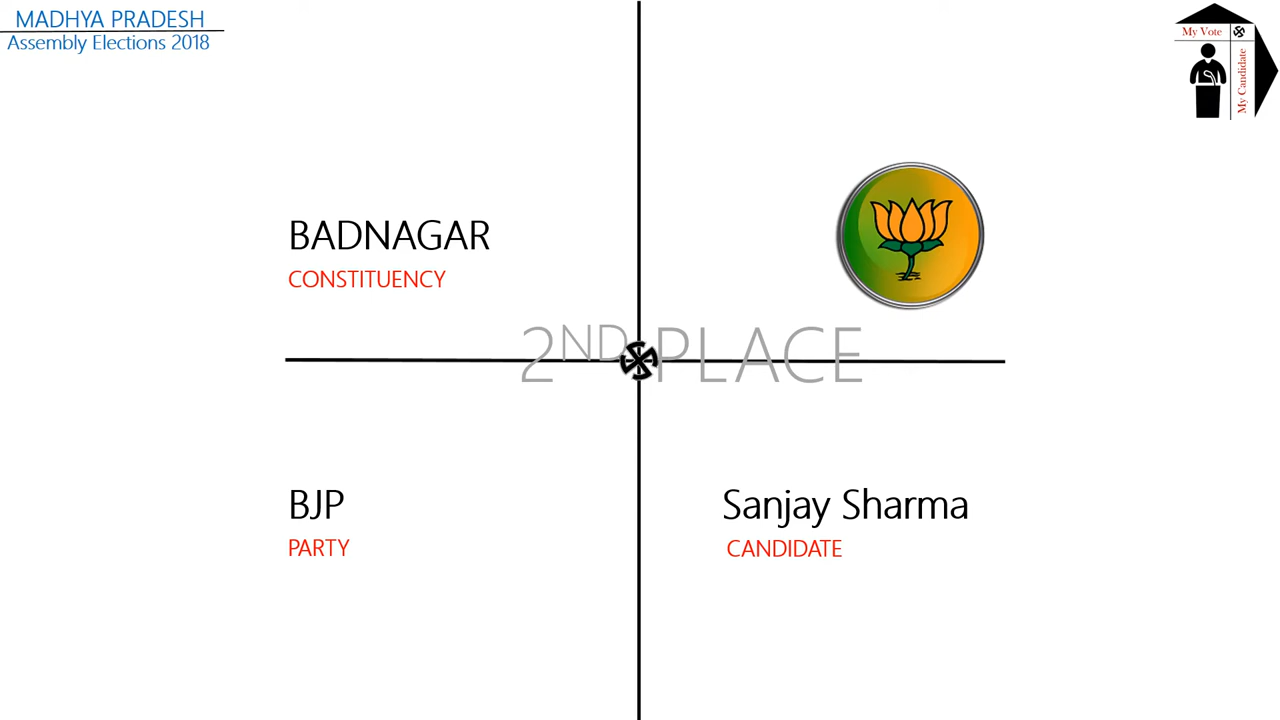 MADHYA PRADESH
Assembly Elections 2018
My Vote
My Candidate
BADNAGAR
CONSTITUENCY
2ND PLACE
BJP
PARTY
Sanjay Sharma
CANDIDATE